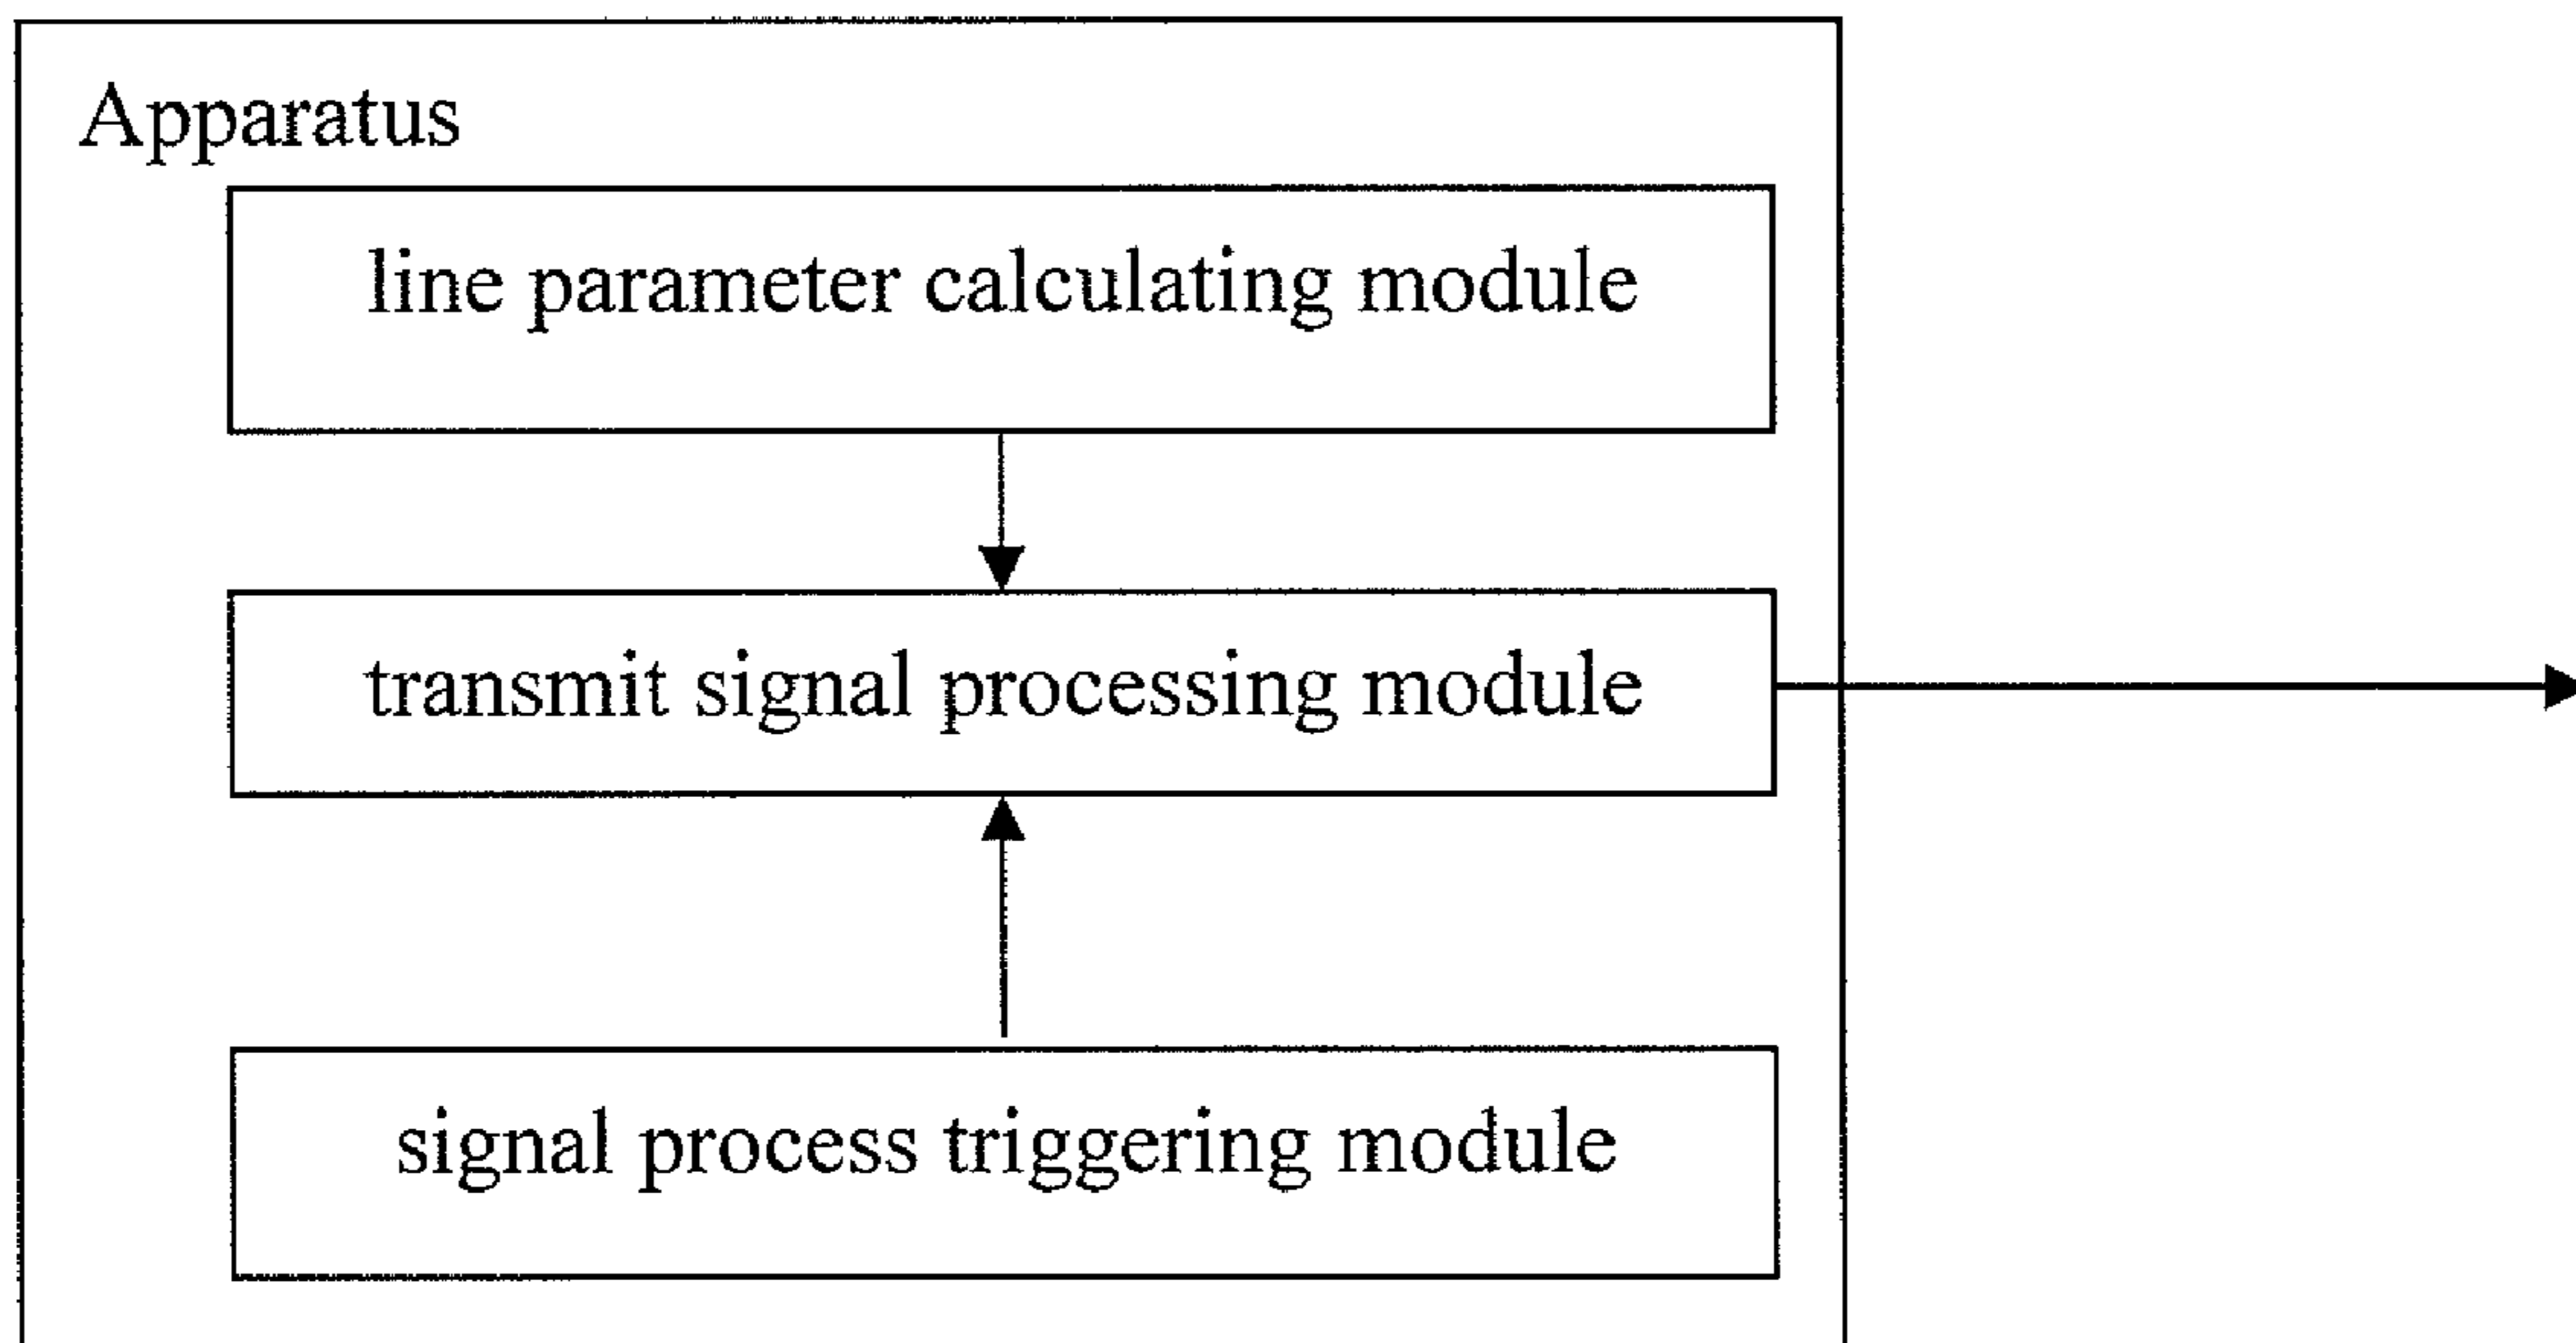 Apparatus
line parameter calculating module
transmit signal processing module
signal process triggering module